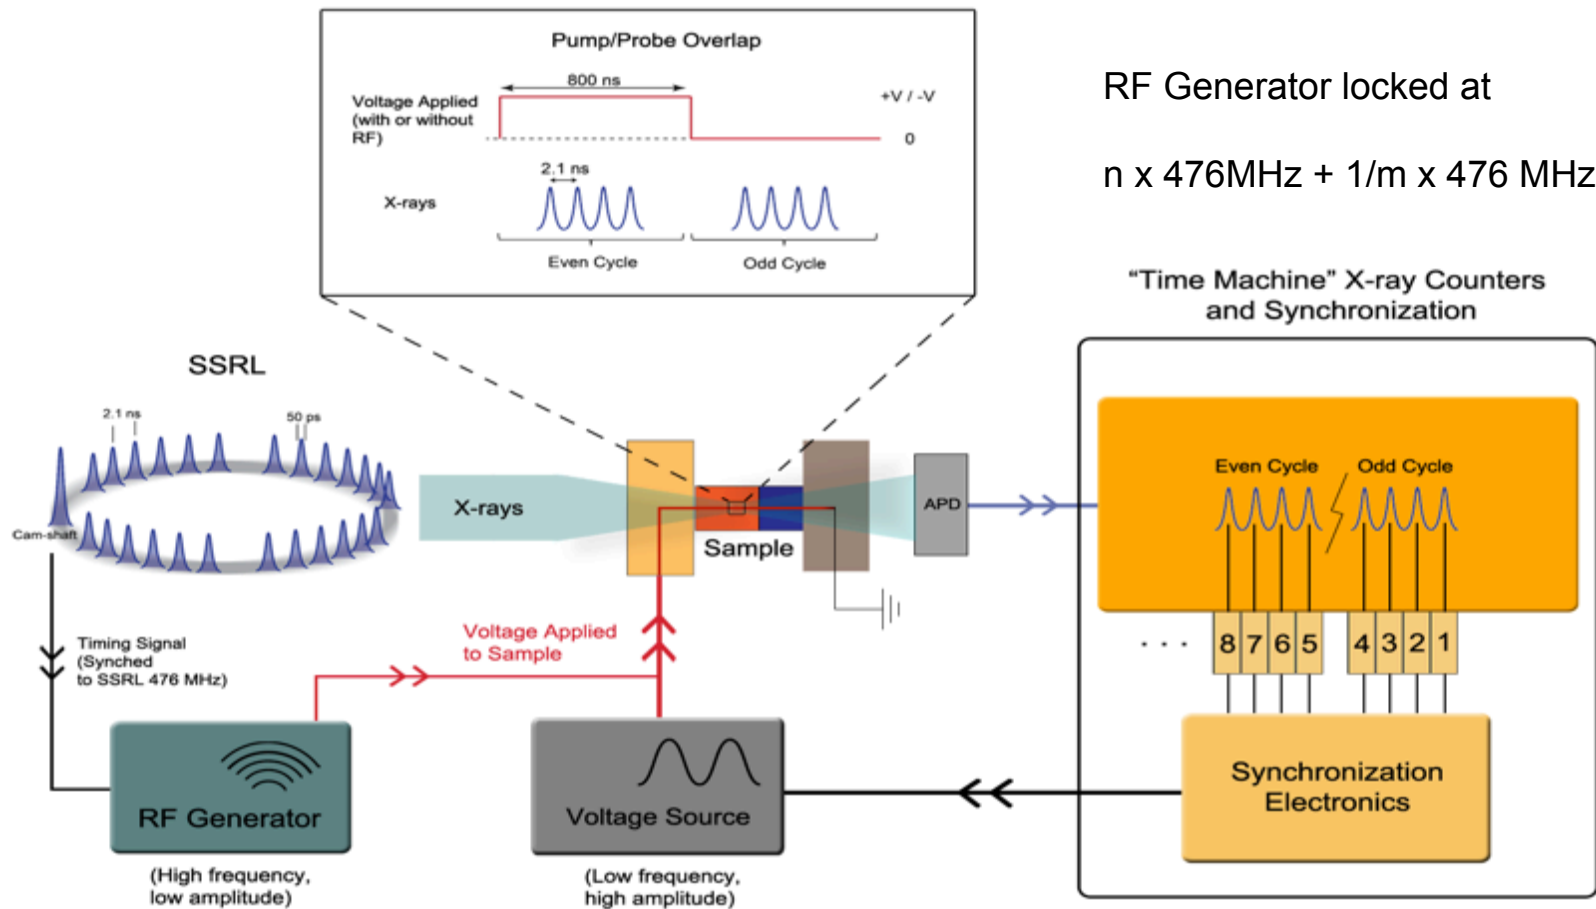 Pump/Probe Overlap
800 ns
Voltage Applied
(with or without
RF)
+V / -V
0
2.1 ns
X-rays
Even Cycle
Odd Cycle
RF Generator locked at
n x 476MHz + 1/m x 476 MHz
"Time Machine" X-ray Counters
and Synchronization
SSRL
2.1 ns
50 ps
Cam-shaft
X-rays
Sample
APD
Even Cycle
Odd Cycle
. . .
8 7 6 5
4 3 2 1
Timing Signal
(Synched
to SSRL 476 MHz)
Voltage Applied
to Sample
RF Generator
(High frequency,
low amplitude)
Voltage Source
(Low frequency,
high amplitude)
Synchronization
Electronics